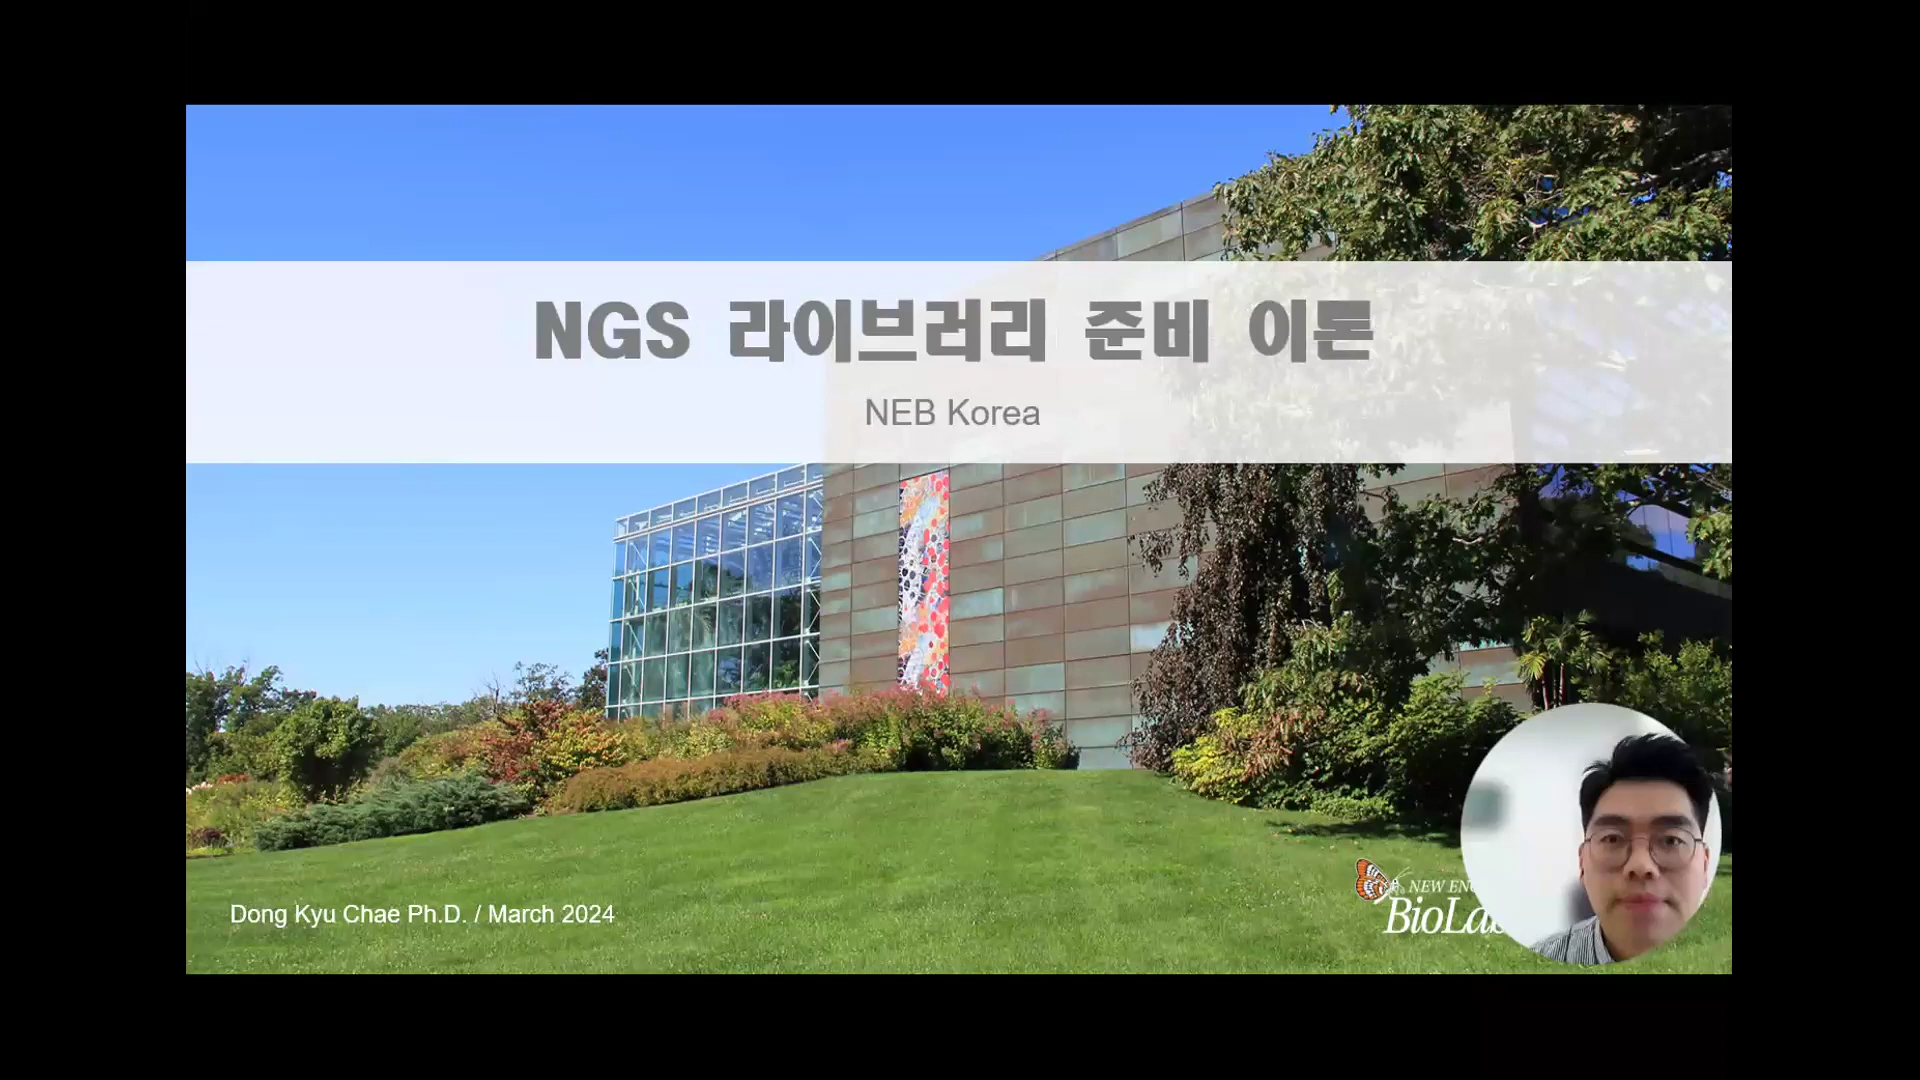 NGS 라이브러리 준비 이론
NEB Korea
Dong Kyu Chae Ph.D. / March 2024
NEW
BioLa